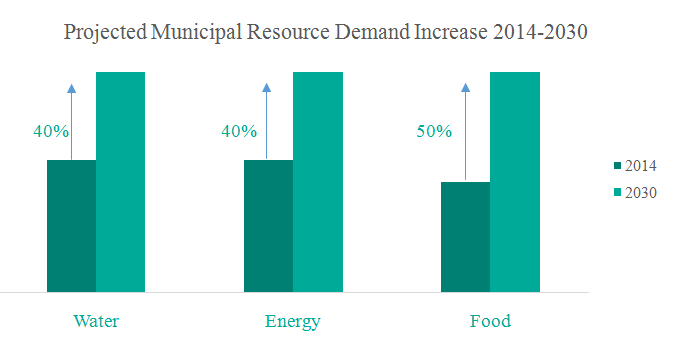 Projected Municipal Resource Demand Increase 2014-2030
40%
40%
50%
2014
2030
Water
Energy
Food